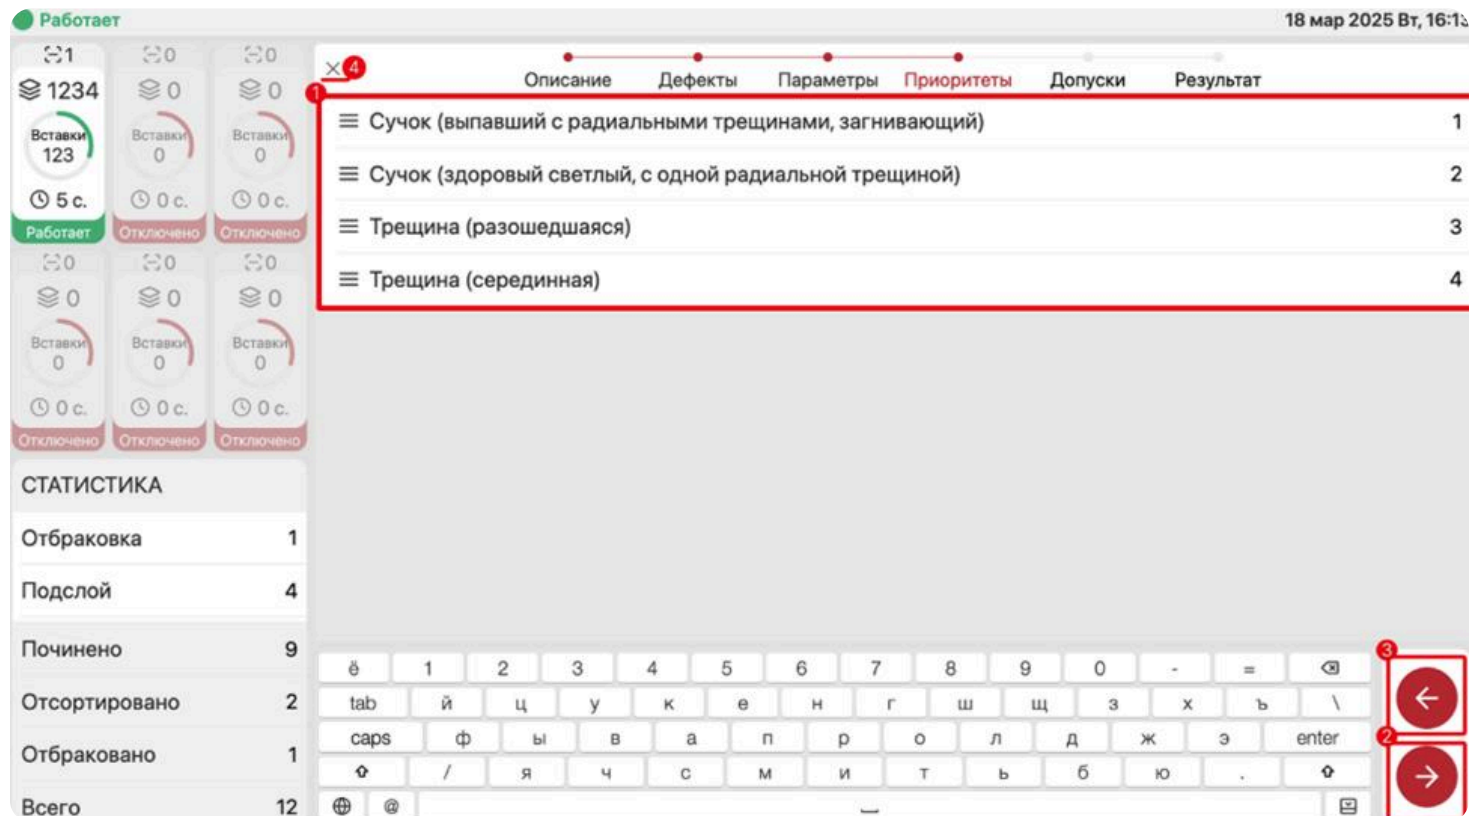 Работает
18 мар 2025 Вт, 16:13
1
0
0
1234
0
0
Вставки
123
Вставки
0
Вставки
0
5 с.
0 с.
0 с.
Работает
Отключено
Отключено
0
0
0
0
0
0
Вставки
0
Вставки
0
Вставки
0
0 с.
0 с.
0 с.
Отключено
Отключено
Отключено
СТАТИСТИКА
Отбраковка 1
Подслой 4
Починено 9
Отсортировано 2
Отбраковано 1
Всего 12
4
Описание Дефекты Параметры Приоритеты Допуски Результат
1
Сучок (выпавший с радиальными трещинами, загнивающий) 1
Сучок (здоровый светлый, с одной радиальной трещиной) 2
Трещина (разошедшаяся) 3
Трещина (серединная) 4
ё 1 2 3 4 5 6 7 8 9 0 - =
tab й ц у к е н г ш щ з х ъ \
caps ф ы в а п р о л д ж э enter
/ я ч с м и т ь б ю .
@
3
2